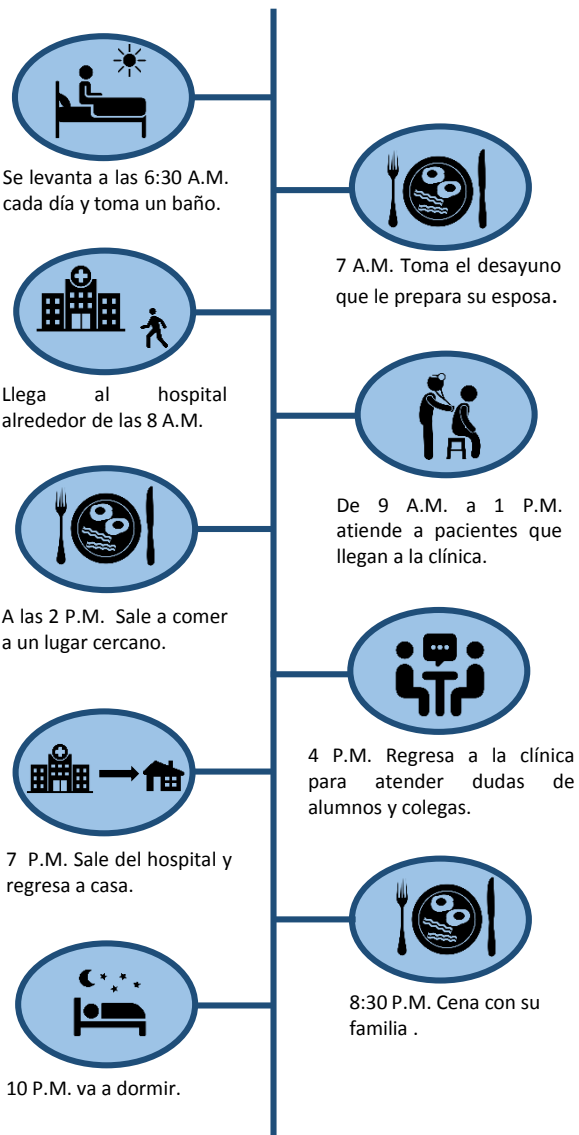 Se levanta a las 6:30 A.M.
cada día y toma un baño.
7 A.M. Toma el desayuno
que le prepara su esposa.
Llega al hospital
alrededor de las 8 A.M.
De 9 A.M. a 1 P.M.
atiende a pacientes que
llegan a la clínica.
A las 2 P.M. Sale a comer
a un lugar cercano.
4 P.M. Regresa a la clínica
para atender dudas de
alumnos y colegas.
7 P.M. Sale del hospital y
regresa a casa.
8:30 P.M. Cena con su
familia .
10 P.M. va a dormir.